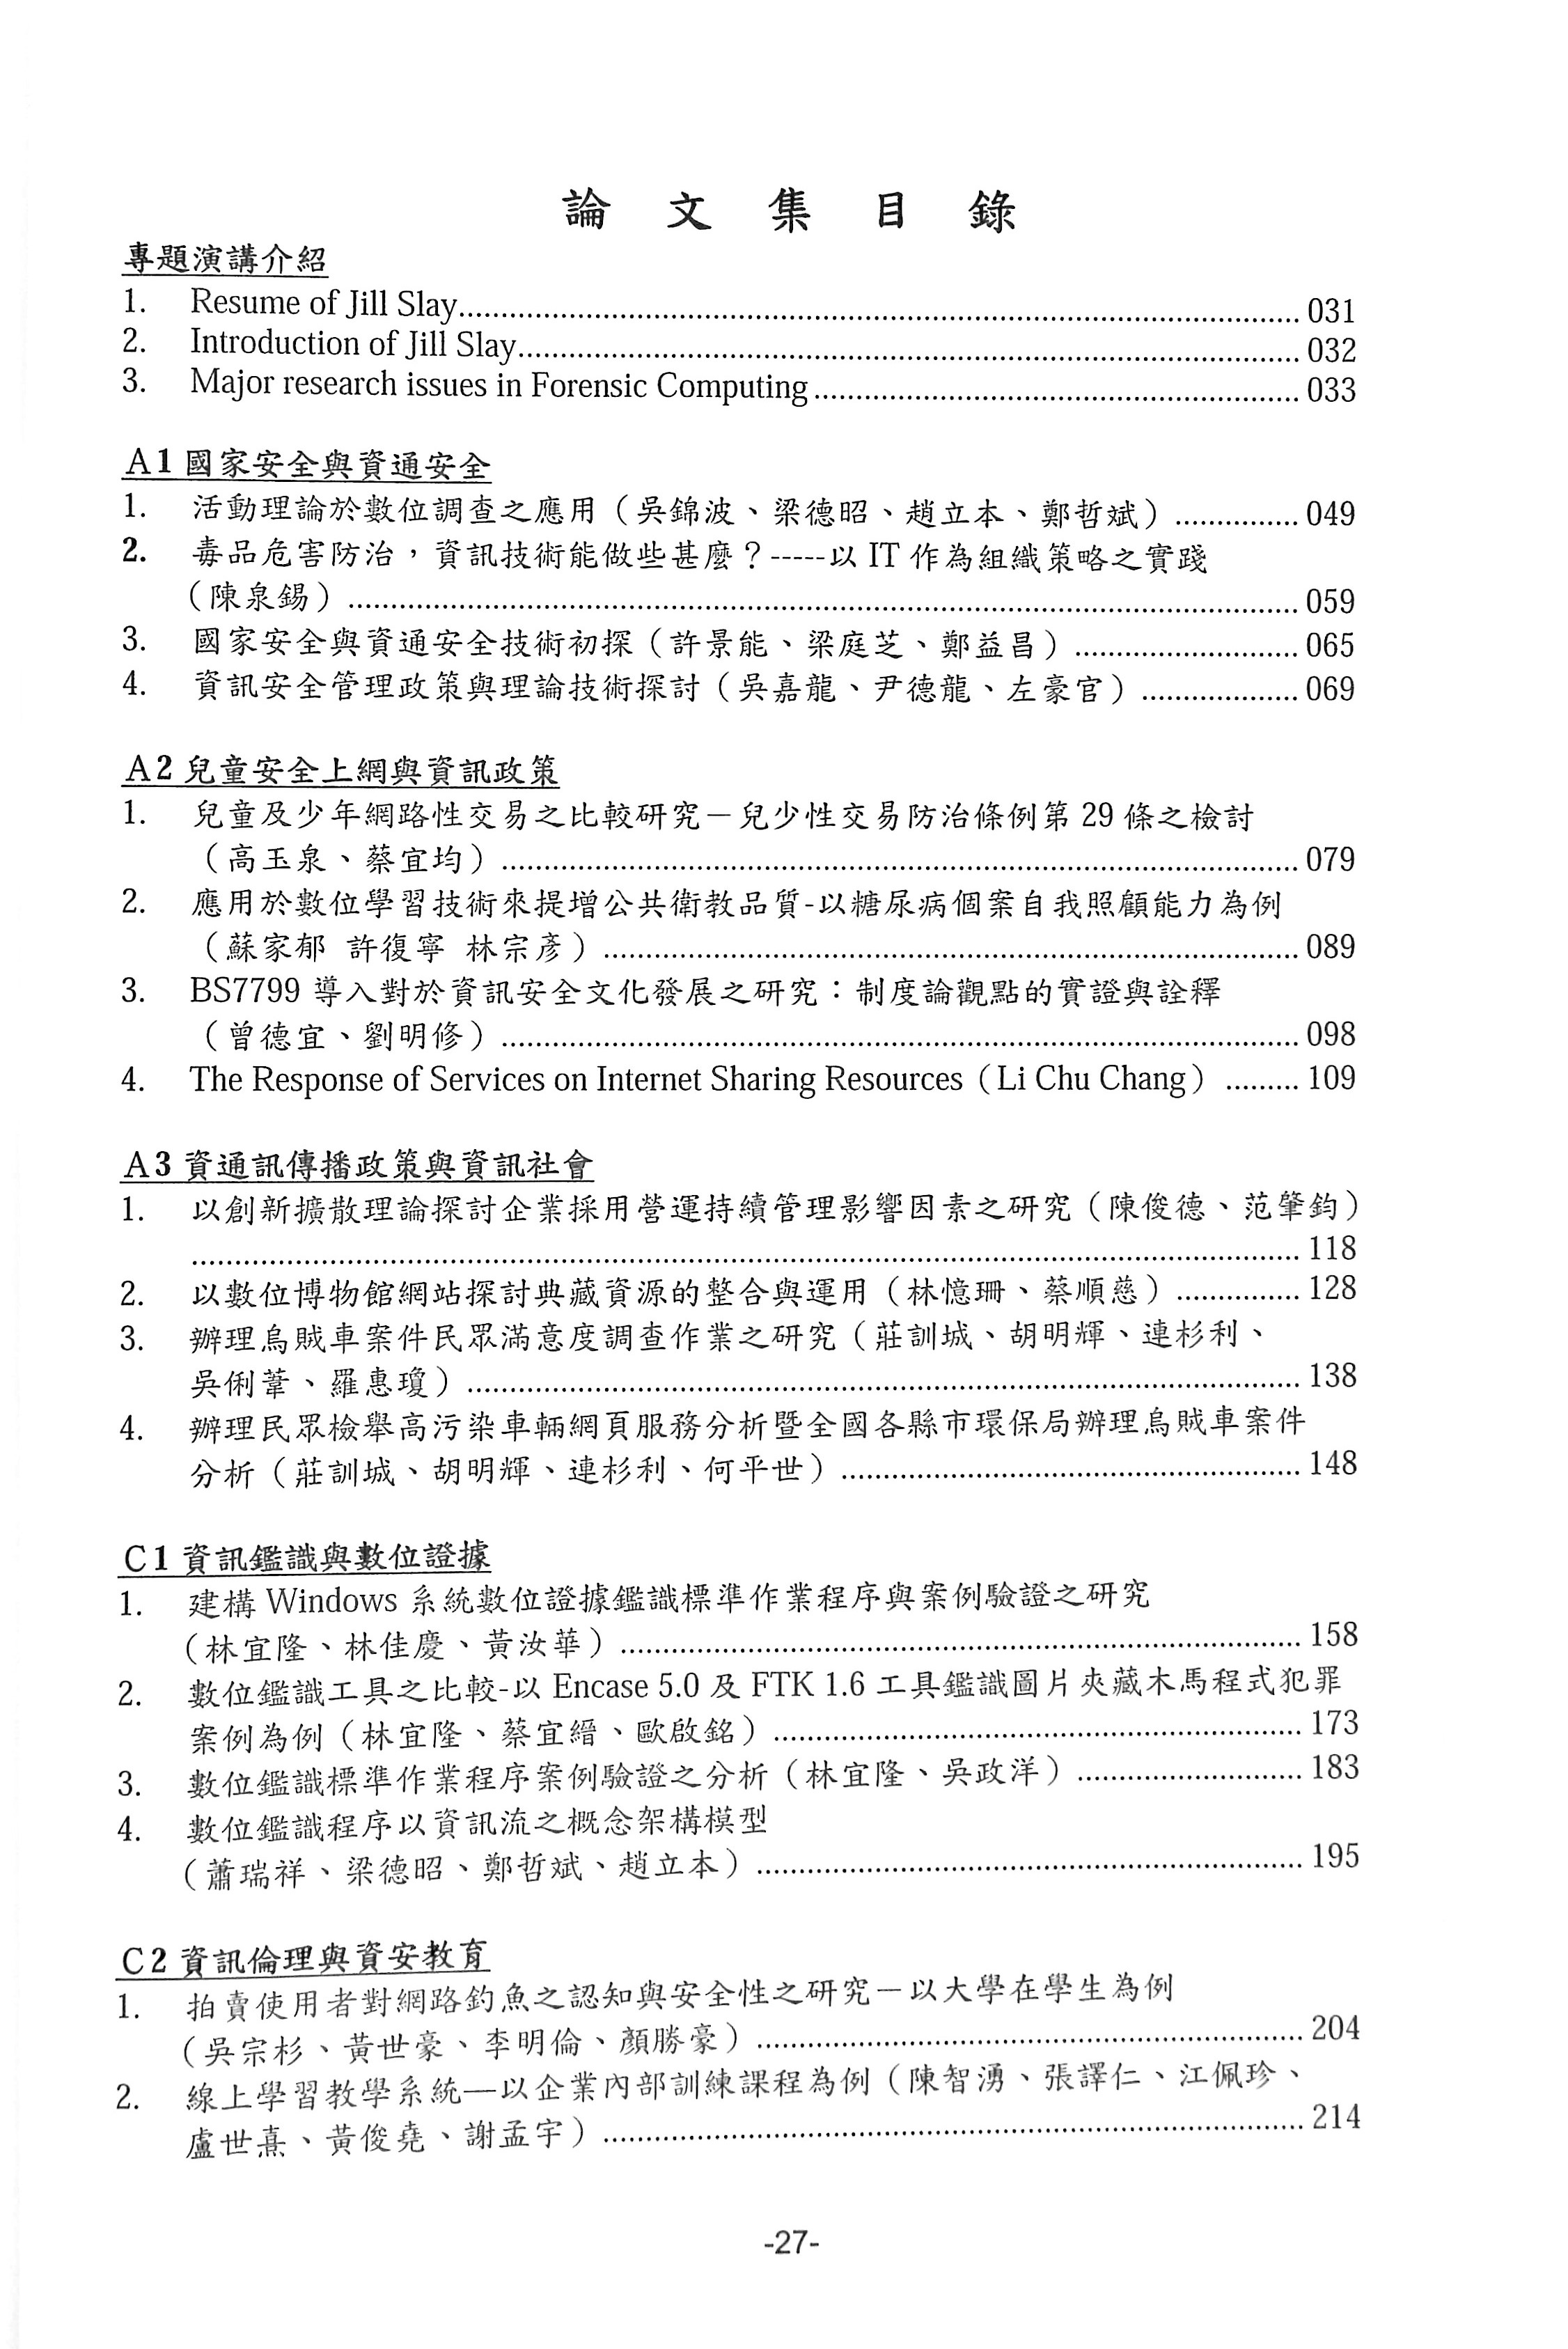 論文集目錄
專題演講介紹
1. Resume of Jill Slay.......... 031
2. Introduction of Jill Slay.......... 032
3. Major research issues in Forensic Computing.......... 033
A1 國家安全與資通安全
1. 活動理論於數位調查之應用（吳錦波、梁德昭、趙立本、鄭哲斌）.......... 049
2. 毒品危害防治，資訊技術能做些甚麼？-----以 IT 作為組織策略之實踐
（陳泉錫）.......... 059
3. 國家安全與資通安全技術初探（許景能、梁庭芝、鄭益昌）.......... 065
4. 資訊安全管理政策與理論技術探討（吳嘉龍、尹德龍、左豪官）.......... 069
A2 兒童安全上網與資訊政策
1. 兒童及少年網路性交易之比較研究－兒少性交易防治條例第 29 條之檢討
（高玉泉、蔡宜均）.......... 079
2. 應用於數位學習技術來提增公共衛教品質-以糖尿病個案自我照顧能力為例
（蘇家郁 許復寧 林宗彥）.......... 089
3. BS7799 導入對於資訊安全文化發展之研究：制度論觀點的實證與詮釋
（曾德宜、劉明修）.......... 098
4. The Response of Services on Internet Sharing Resources（Li Chu Chang）.......... 109
A3 資通訊傳播政策與資訊社會
1. 以創新擴散理論探討企業採用營運持續管理影響因素之研究（陳俊德、范肇鈞）
.......... 118
2. 以數位博物館網站探討典藏資源的整合與運用（林憶珊、蔡順慈）.......... 128
3. 辦理烏賊車案件民眾滿意度調查作業之研究（莊訓城、胡明輝、連杉利、
吳俐葦、羅惠瓊）.......... 138
4. 辦理民眾檢舉高污染車輛網頁服務分析暨全國各縣市環保局辦理烏賊車案件
分析（莊訓城、胡明輝、連杉利、何平世）.......... 148
C1 資訊鑑識與數位證據
1. 建構 Windows 系統數位證據鑑識標準作業程序與案例驗證之研究
（林宜隆、林佳慶、黃汝華）.......... 158
2. 數位鑑識工具之比較-以 Encase 5.0 及 FTK 1.6 工具鑑識圖片夾藏木馬程式犯罪
案例為例（林宜隆、蔡宜縉、歐啟銘）.......... 173
3. 數位鑑識標準作業程序案例驗證之分析（林宜隆、吳政洋）.......... 183
4. 數位鑑識程序以資訊流之概念架構模型
（蕭瑞祥、梁德昭、鄭哲斌、趙立本）.......... 195
C2 資訊倫理與資安教育
1. 拍賣使用者對網路釣魚之認知與安全性之研究－以大學在學生為例
（吳宗杉、黃世豪、李明倫、顏勝豪）.......... 204
2. 線上學習教學系統—以企業內部訓練課程為例（陳智湧、張譯仁、江佩珍、
盧世熹、黃俊堯、謝孟宇）.......... 214
-27-